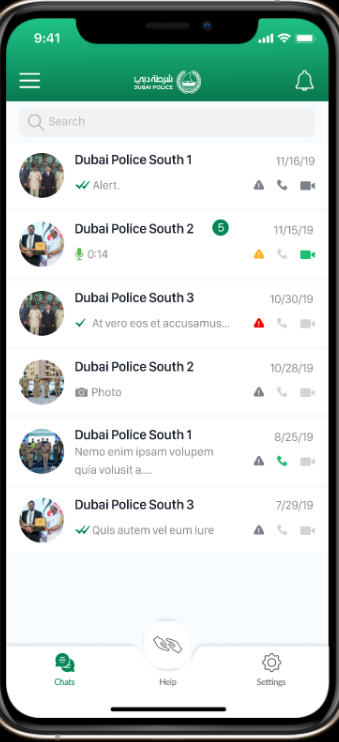 9:41
شرطة دبي
DUBAI POLICE
Search
Dubai Police South 1
11/16/19
Alert.
Dubai Police South 2
5
11/15/19
0:14
Dubai Police South 3
10/30/19
At vero eos et accusamus...
Dubai Police South 2
10/28/19
Photo
Dubai Police South 1
8/25/19
Nemo enim ipsam volupem
quia volusit a....
Dubai Police South 3
7/29/19
Quis autem vel eum iure
Chats
Help
Settings